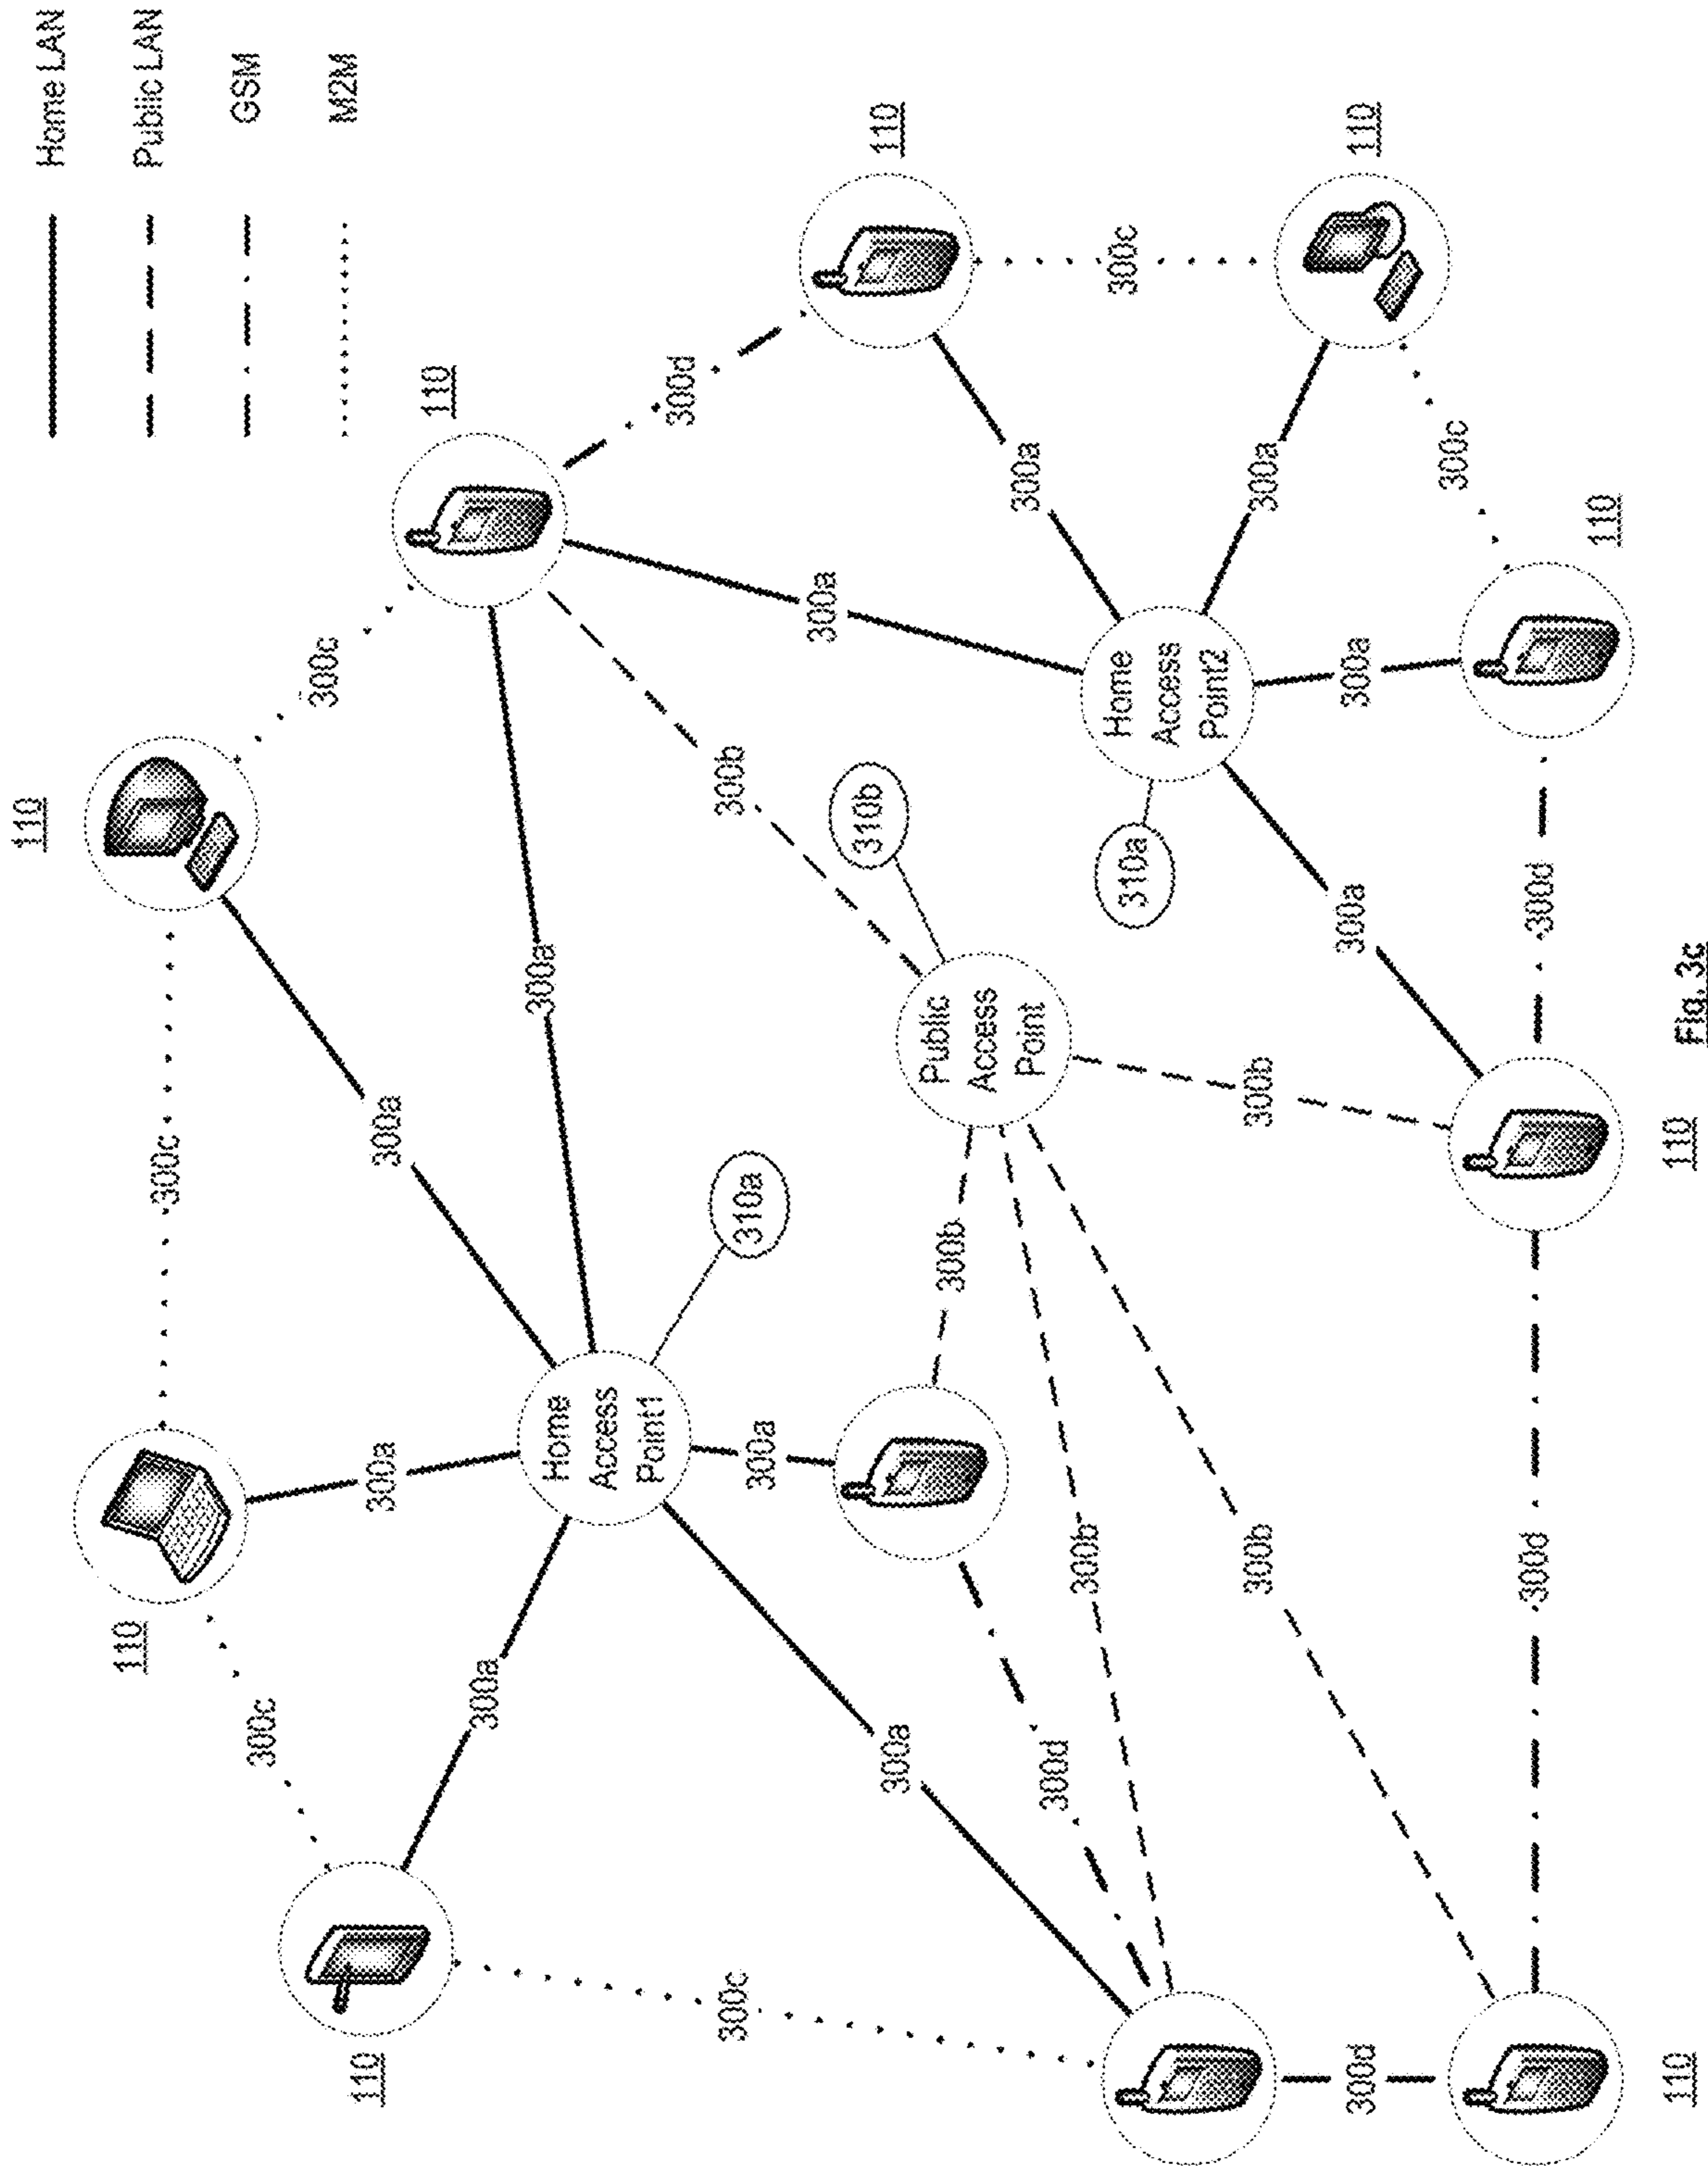 Home LAN
Public LAN
GSM
M2M
110
110
300c
300c
300c
110
300a
300a
110
300a
300a
Home
Access
Point1
300d
300b
300c
310a
300a
300a
310b
110
300a
Public
Access
Point
300b
300a
300d
300b
Home
Access
Point2
300c
310a
300b
300b
300a
300a
300a
300d
110
300c
300d
300d
110
110
110
Fig. 3c